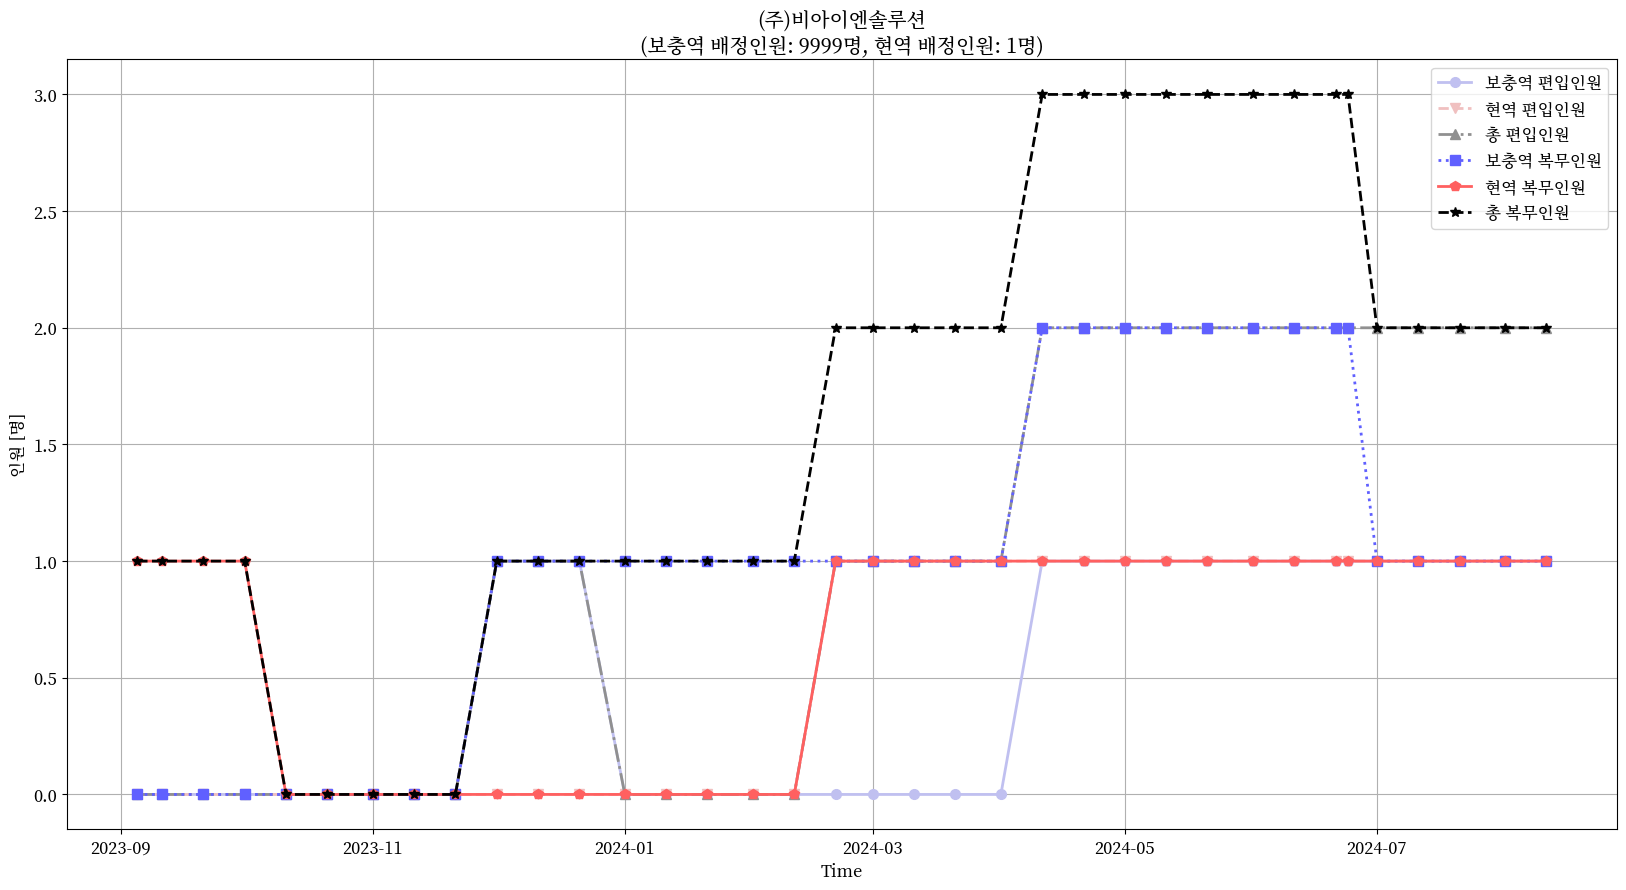 (주)비아이엔솔루션
(보충역 배정인원: 9999명, 현역 배정인원: 1명)
보충역 편입인원
현역 편입인원
총 편입인원
보충역 복무인원
현역 복무인원
총 복무인원
인원 [명]
3.0
2.5
2.0
1.5
1.0
0.5
0.0
2023-09
2023-11
2024-01
2024-03
2024-05
2024-07
Time